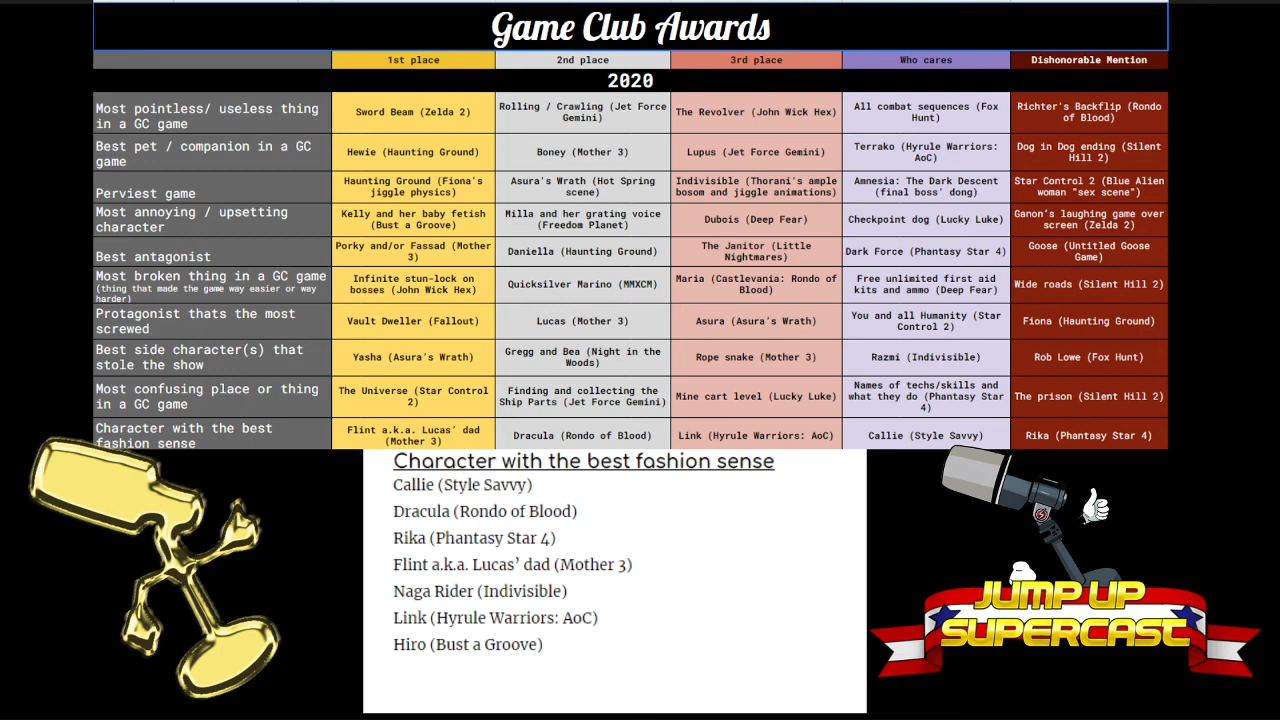 Game Club Awards
1st place 2nd place 3rd place Who cares Dishonorable Mention
2020
Most pointless/ useless thing
in a GC game
Sword Beam (Zelda 2)
Rolling / Crawling (Jet Force
Gemini)
The Revolver (John Wick Hex)
All combat sequences (Fox
Hunt)
Richter's Backflip (Rondo
of Blood)
Best pet / companion in a GC
game
Hewie (Haunting Ground)
Boney (Mother 3)
Lupus (Jet Force Gemini)
Terrako (Hyrule Warriors:
AoC)
Dog in Dog ending (Silent
Hill 2)
Perviest game
Haunting Ground (Fiona's
jiggle physics)
Asura's Wrath (Hot Spring
scene)
Indivisible (Thorani's ample
bosom and jiggle animations)
Amnesia: The Dark Descent
(final boss' dong)
Star Control 2 (Blue Alien
woman "sex scene")
Most annoying / upsetting
character
Kelly and her baby fetish
(Bust a Groove)
Milla and her grating voice
(Freedom Planet)
Dubois (Deep Fear)
Checkpoint dog (Lucky Luke)
Ganon's laughing game over
screen (Zelda 2)
Best antagonist
Porky and/or Fassad (Mother
3)
Daniella (Haunting Ground)
The Janitor (Little
Nightmares)
Dark Force (Phantasy Star 4)
Goose (Untitled Goose
Game)
Most broken thing in a GC game
(thing that made the game way easier or way
harder)
Infinite stun-lock on
bosses (John Wick Hex)
Quicksilver Marino (MMXCM)
Maria (Castlevania: Rondo of
Blood)
Free unlimited first aid
kits and ammo (Deep Fear)
Wide roads (Silent Hill 2)
Protagonist thats the most
screwed
Vault Dweller (Fallout)
Lucas (Mother 3)
Asura (Asura's Wrath)
You and all Humanity (Star
Control 2)
Fiona (Haunting Ground)
Best side character(s) that
stole the show
Yasha (Asura's Wrath)
Gregg and Bea (Night in the
Woods)
Rope snake (Mother 3)
Razmi (Indivisible)
Rob Lowe (Fox Hunt)
Most confusing place or thing
in a GC game
The Universe (Star Control
2)
Finding and collecting the
Ship Parts (Jet Force Gemini)
Mine cart level (Lucky Luke)
Names of techs/skills and
what they do (Phantasy Star
4)
The prison (Silent Hill 2)
Character with the best
fashion sense
Flint a.k.a. Lucas' dad
(Mother 3)
Dracula (Rondo of Blood)
Link (Hyrule Warriors: AoC)
Callie (Style Savvy)
Rika (Phantasy Star 4)
Character with the best fashion sense
Callie (Style Savvy)
Dracula (Rondo of Blood)
Rika (Phantasy Star 4)
Flint a.k.a. Lucas' dad (Mother 3)
Naga Rider (Indivisible)
Link (Hyrule Warriors: AoC)
Hiro (Bust a Groove)
JUMP UP
SUPERCAST